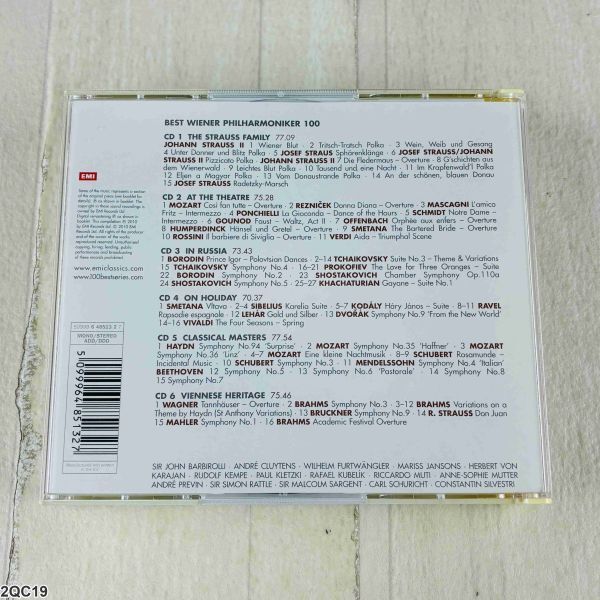 BEST WIENER PHILHARMONIKER 100
CD 1 THE STRAUSS FAMILY 77.09
JOHANN STRAUSS II 1 Wiener Blut · 2 Tritsch-Tratsch Polka · 3 Wein, Weib und Gesang
4 Unter Donner und Blitz Polka · 5 JOSEF STRAUS Sphörenklänge · 6 JOSEF STRAUSS/JOHANN
STRAUSS II Pizzicato Polka · JOHANN STRAUSS II 7 Die Fledermaus – Overture · 8 G'schichten aus
dem Wienerwald · 9 Leichtes Blut Polka · 10 Tausend und eine Nacht · 11 Im Krapfenwald'l Polka
12 Eljen a Magyar Polka · 13 Vom Donaustrande Polka · 14 An der schönen, blauen Donau
15 JOSEF STRAUSS Radetzky-Marsch
CD 2 AT THE THEATRE 75.28
1 MOZART Così fan tutte – Overture · 2 REZNIČEK Donna Diana – Overture · 3 MASCAGNI L'amico
Fritz – Intermezzo · 4 PONCHIELLI La Gioconda – Dance of the Hours · 5 SCHMIDT Notre Dame –
Intermezzo · 6 GOUNOD Faust – Waltz, Act II · 7 OFFENBACH Orphée aux enfers – Overture
8 HUMPERDINCK Hänsel und Gretel – Overture · 9 SMETANA The Bartered Bride – Overture
10 ROSSINI Il barbiere di Siviglia – Overture · 11 VERDI Aida – Triumphal Scene
CD 3 IN RUSSIA 73.43
1 BORODIN Prince Igor – Polovtsian Dances · 2–14 TCHAIKOVSKY Suite No.3 – Theme & Variations
15 TCHAIKOVSKY Symphony No.4 · 16–21 PROKOFIEV The Love for Three Oranges – Suite
22 BORODIN Symphony No.2 · 23 SHOSTAKOVICH Chamber Symphony Op.110a
24 SHOSTAKOVICH Symphony No.5 · 25–27 KHACHATURIAN Gayane – Suite No.1
CD 4 ON HOLIDAY 70.37
1 SMETANA Vltava · 2–4 SIBELIUS Karelia Suite · 5–7 KODÁLY Háry János – Suite · 8–11 RAVEL
Rapsodie espagnole · 12 LEHÁR Gold und Silber · 13 DVOŘÁK Symphony No.9 'From the New World'
14–16 VIVALDI The Four Seasons – Spring
CD 5 CLASSICAL MASTERS 77.54
1 HAYDN Symphony No.94 'Surprise' · 2 MOZART Symphony No.35 'Haffner' · 3 MOZART
Symphony No.36 'Linz' · 4–7 MOZART Eine kleine Nachtmusik · 8–9 SCHUBERT Rosamunde –
Incidental Music · 10 SCHUBERT Symphony No.3 · 11 MENDELSSOHN Symphony No.4 'Italian'
BEETHOVEN 12 Symphony No.5 · 13 Symphony No.6 'Pastorale' · 14 Symphony No.8
15 Symphony No.7
CD 6 VIENNESE HERITAGE 75.46
1 WAGNER Tannhäuser – Overture · 2 BRAHMS Symphony No.3 · 3–12 BRAHMS Variations on a
Theme by Haydn (St Anthony Variations) · 13 BRUCKNER Symphony No.9 · 14 R. STRAUSS Don Juan
15 MAHLER Symphony No.1 · 16 BRAHMS Academic Festival Overture
SIR JOHN BARBIROLLI · ANDRÉ CLUYTENS · WILHELM FURTWÄNGLER · MARISS JANSONS · HERBERT VON
KARAJAN · RUDOLF KEMPE · PAUL KLETZKI · RAFAEL KUBELIK · RICCARDO MUTI · ANNE-SOPHIE MUTTER
ANDRÉ PREVIN · SIR SIMON RATTLE · SIR MALCOLM SARGENT · CARL SCHURICHT · CONSTANTIN SILVESTRI
EMI
www.emiclassics.com
www.100bestseries.com
MONO/STEREO
ADD/DDD
5 099964 851327
2QC19